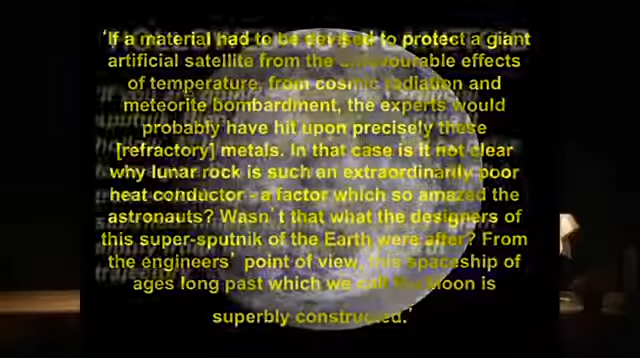 ‘If a material had to be devised to protect a giant
artificial satellite from the unfavourable effects
of temperature, from cosmic radiation and
meteorite bombardment, the experts would
probably have hit upon precisely these
[refractory] metals. In that case is it not clear
why lunar rock is such an extraordinarily poor
heat conductor - a factor which so amazed the
astronauts? Wasn’t that what the designers of
this super-sputnik of the Earth were after? From
the engineers’ point of view, this spaceship of
ages long past which we call the Moon is
superbly constructed.’